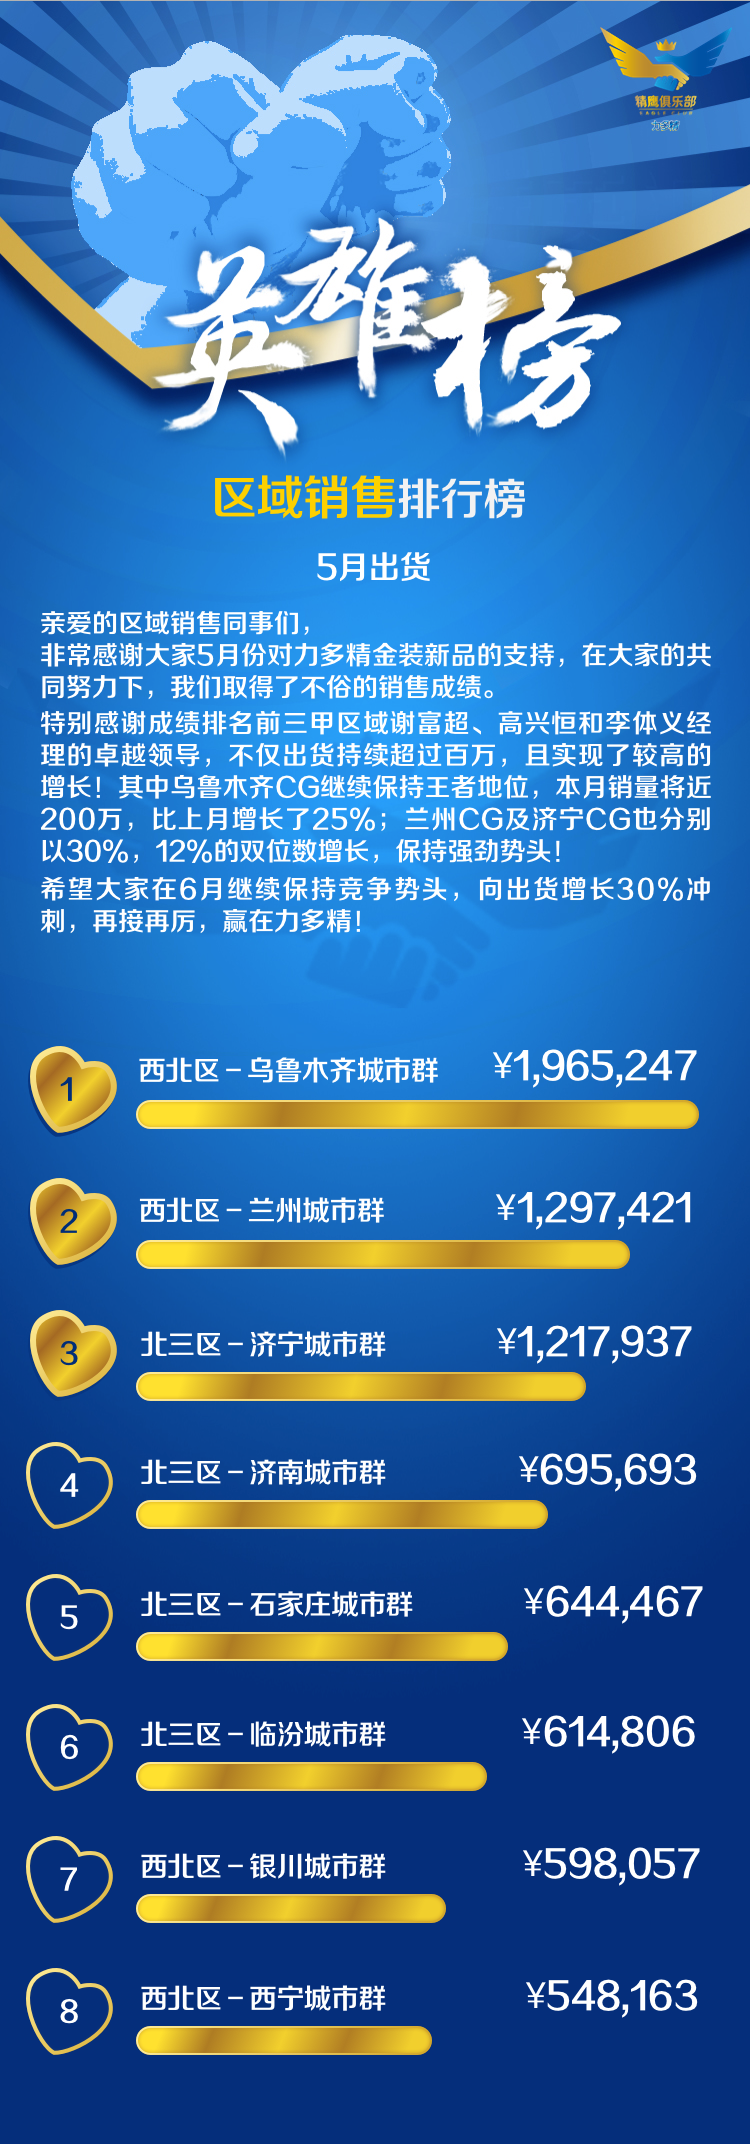 精鹰俱乐部
EAGLE CLUB
力多精
英雄榜
区域销售排行榜
5月出货
亲爱的区域销售同事们，
非常感谢大家5月份对力多精金装新品的支持，在大家的共
同努力下，我们取得了不俗的销售成绩。
特别感谢成绩排名前三甲区域谢富超、高兴恒和李体义经
理的卓越领导，不仅出货持续超过百万，且实现了较高的
增长！其中乌鲁木齐CG继续保持王者地位，本月销量将近
200万，比上月增长了25%；兰州CG及济宁CG也分别
以30%，12%的双位数增长，保持强劲势头！
希望大家在6月继续保持竞争势头，向出货增长30%冲
刺，再接再厉，赢在力多精！
1 西北区－乌鲁木齐城市群 ¥1,965,247
2 西北区－兰州城市群 ¥1,297,421
3 北三区－济宁城市群 ¥1,217,937
4 北三区－济南城市群 ¥695,693
5 北三区－石家庄城市群 ¥644,467
6 北三区－临汾城市群 ¥614,806
7 西北区－银川城市群 ¥598,057
8 西北区－西宁城市群 ¥548,163